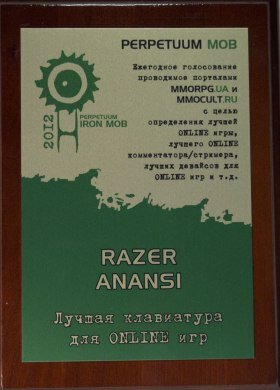 PERPETUUM MOB
Ежегодное голосование
проводимое порталами
MMORPG.UA и
MMOCULT.RU
с целью
определения лучшей
ONLINE игры,
лучшего ONLINE
комментатора/стримера,
лучших девайсов для
ONLINE игр и т.д.
2012
PERPETUUM
IRON MOB
RAZER
ANANSI
Лучшая клавиатура
для ONLINE игр